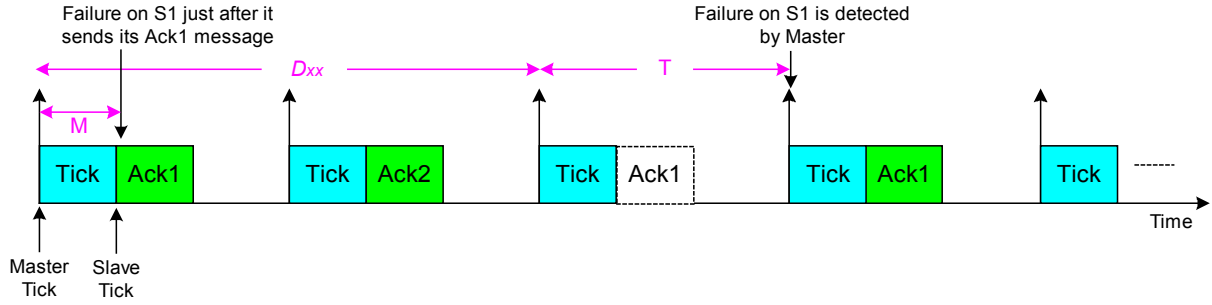 Failure on S1 just after it
sends its Ack1 message
Failure on S1 is detected
by Master
Dxx
T
M
Tick
Ack1
Tick
Ack2
Tick
Ack1
Tick
Ack1
Tick
Time
Master
Tick
Slave
Tick